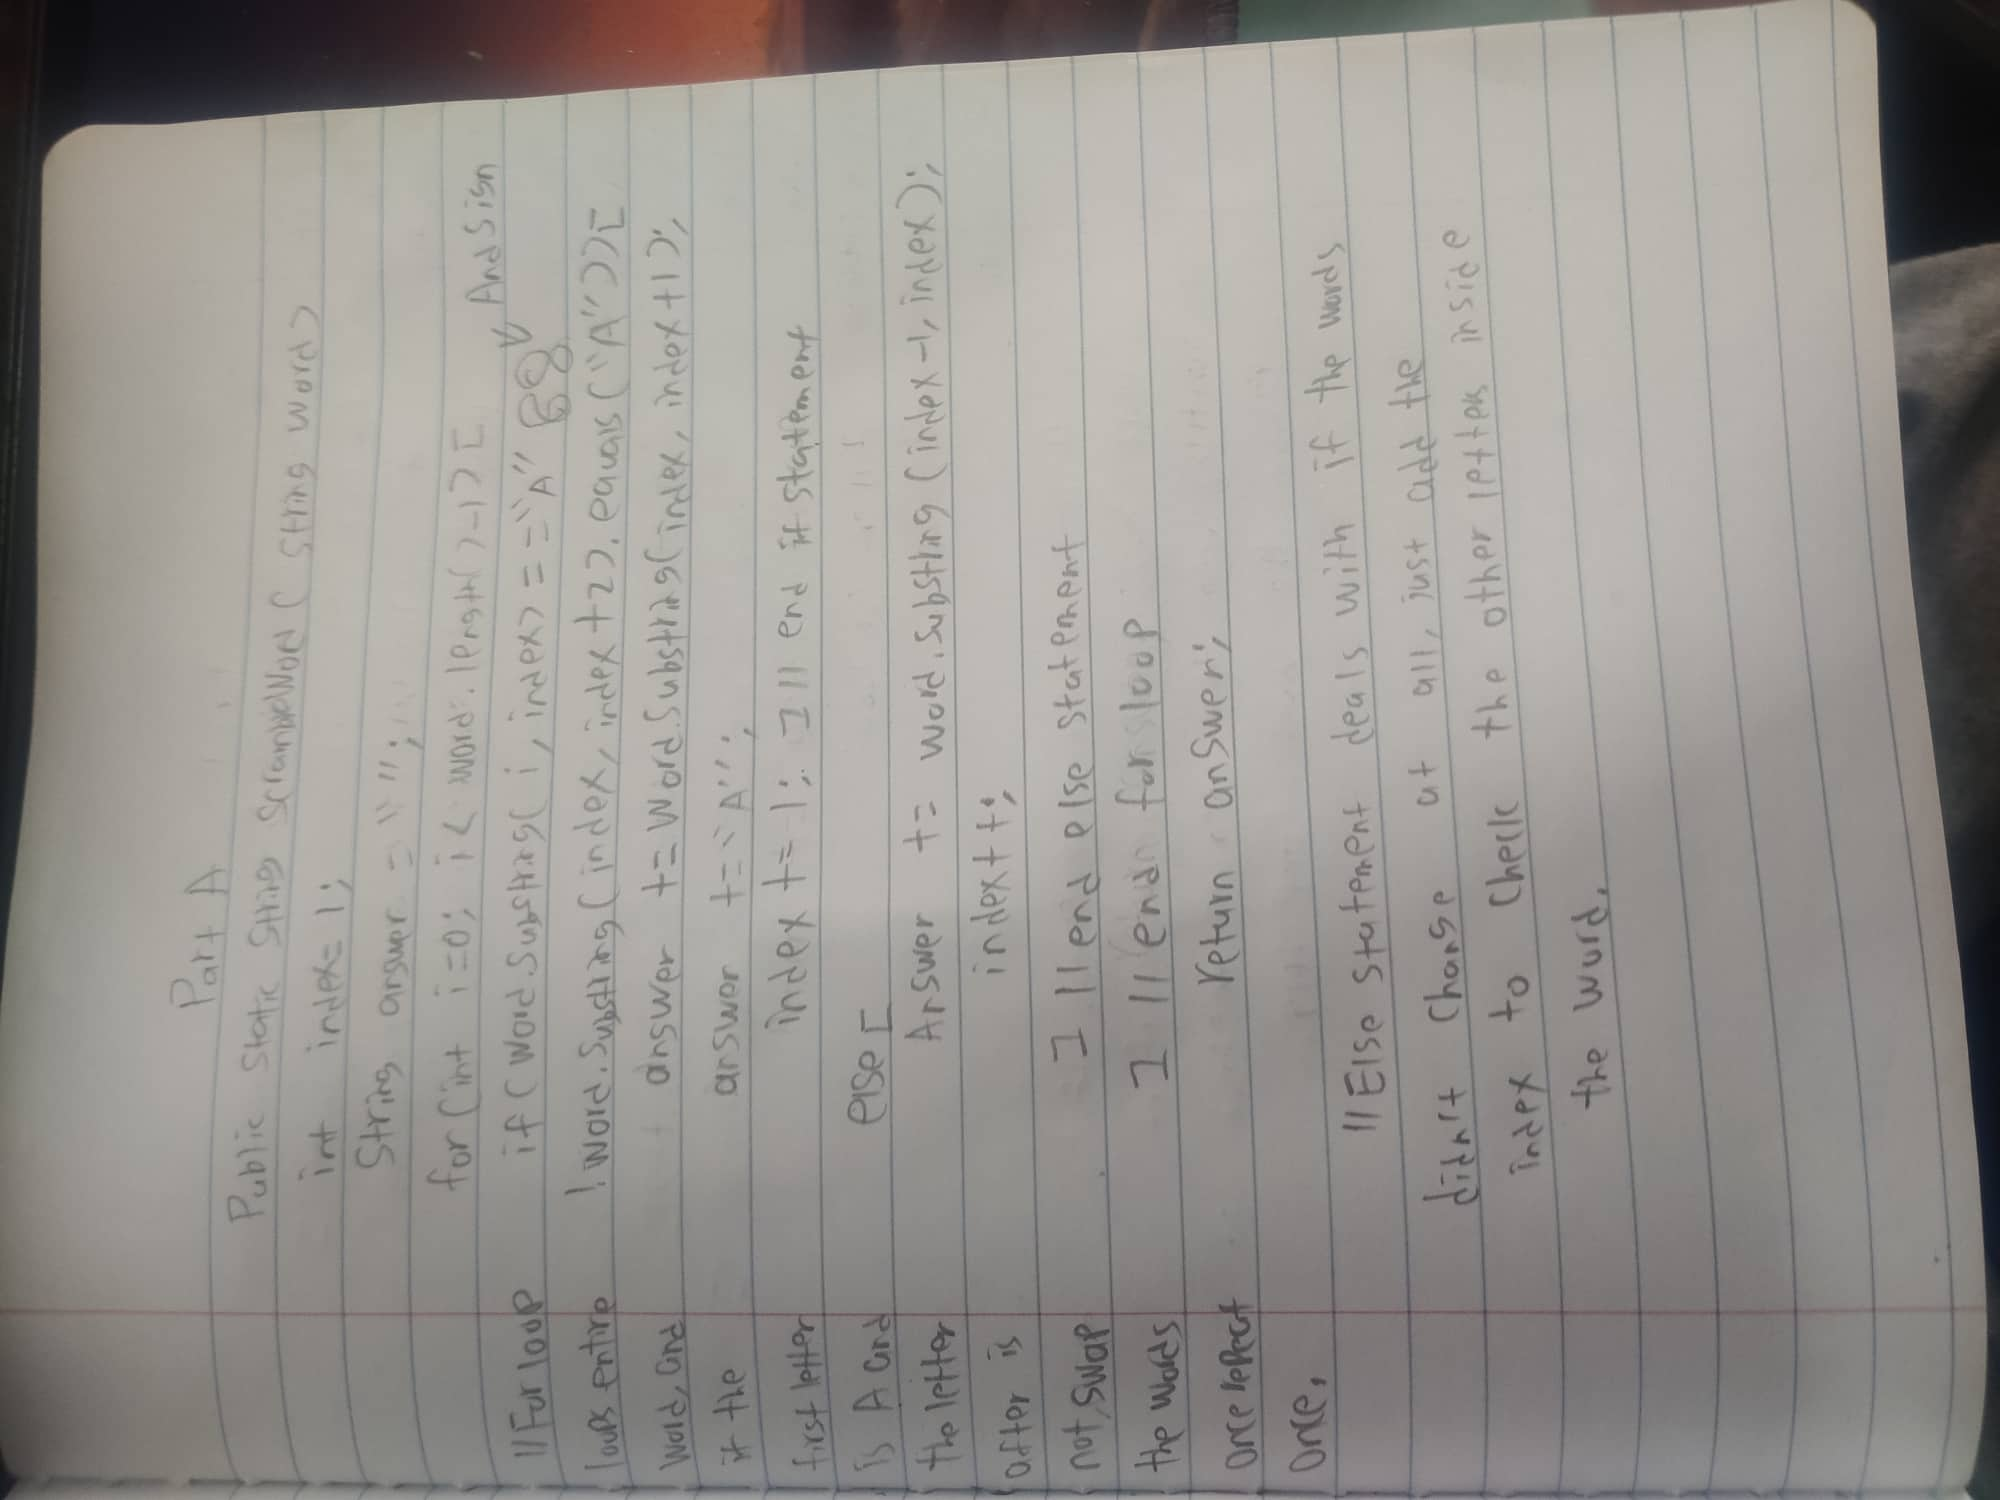 Part A
Public static String scrambleWord ( String word)
int index= 1;
String answer = "";
for (int i=0; i < word.length()-1) [
And sign
if (word.substring( i, index) = ="A" &&
!word.substring(index, index+2).equals("A"))[
answer += word.substring(index, index+1);
answer +="A";
index += 1; ] // end if statement
else [
Answer += word.substring (index-1, index);
index++;
] // end else statement
] // end for loop
return answer;
// For loop
loops entire
word, and
if the
first letter
is A and
the letter
after is
not, swap
the words
once repeat
once.
// Else statement deals with if the words
didn't change at all, just add the
index to check the other letters inside
the word.